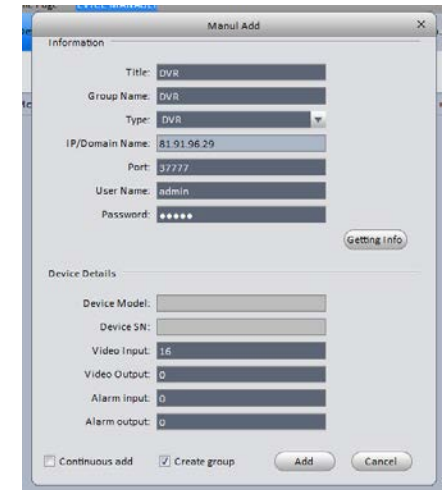 EVICE MANAGE
Manul Add
Information
Title: DVR
Group Name: DVR
Type: DVR
IP/Domain Name: 81.91.96.29
Port: 37777
User Name: admin
Password: •••••
Getting Info
Device Details
Device Model:
Device SN:
Video Input: 16
Video Output: 0
Alarm input: 0
Alarm output: 0
Continuous add Create group Add Cancel